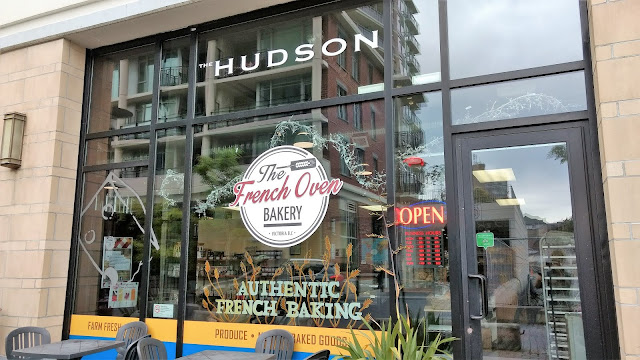 THE HUDSON
The
French Oven
BAKERY
• VICTORIA B.C •
OPEN
AUTHENTIC
FRENCH BAKING
FARM FRESH
PRODUCE •
BAKED GOODS